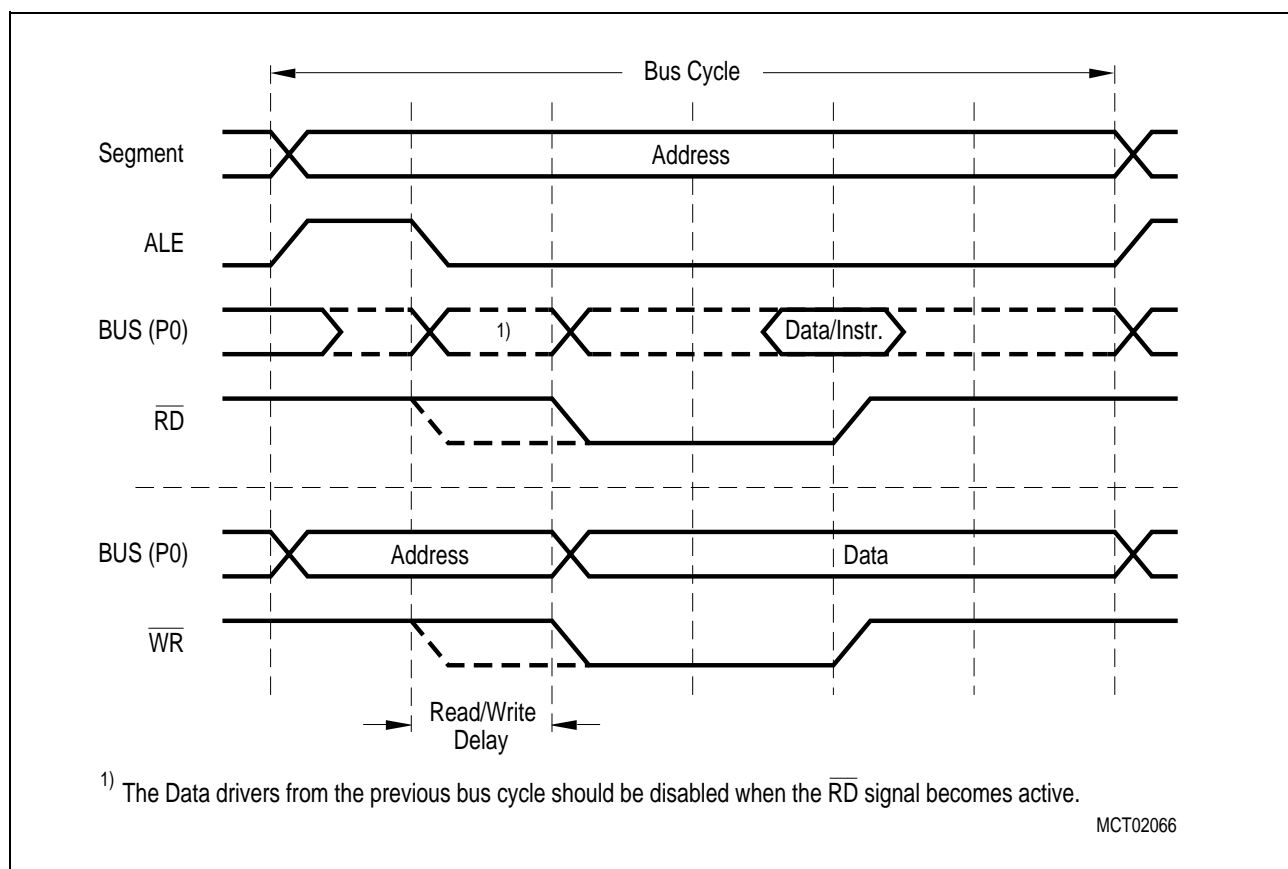 Bus Cycle
Segment
Address
ALE
BUS (P0)
1)
Data/Instr.
RD
BUS (P0)
Address
Data
WR
Read/Write
Delay
1) The Data drivers from the previous bus cycle should be disabled when the RD signal becomes active.
MCT02066